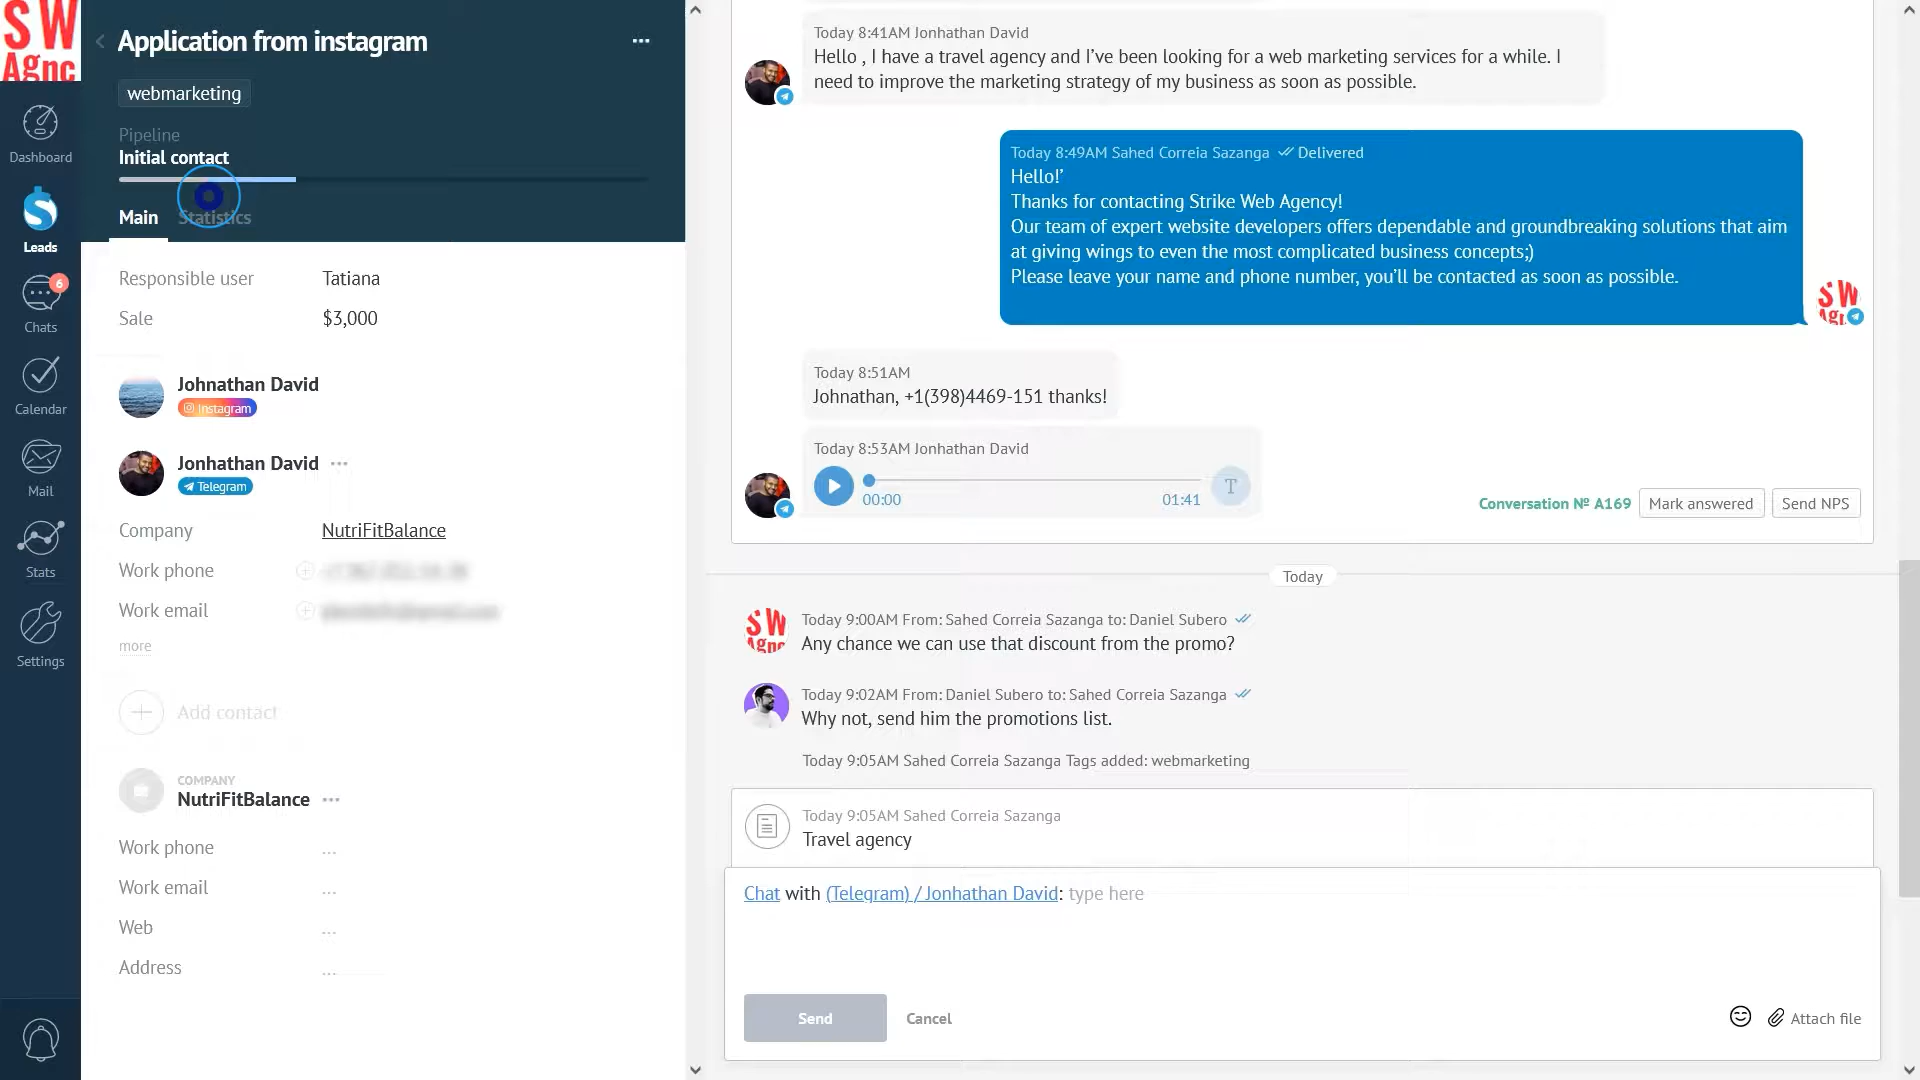 SW
Agnc
Dashboard
Leads
6
Chats
Calendar
Mail
Stats
Settings
Application from instagram
webmarketing
Pipeline
Initial contact
Main
Statistics
Responsible user
Tatiana
Sale
$3,000
Johnathan David
Instagram
Jonhathan David
Telegram
Company
NutriFitBalance
Work phone
Work email
more
Add contact
COMPANY
NutriFitBalance
Work phone
...
Work email
...
Web
...
Address
...
Today 8:41AM Jonhathan David
Hello , I have a travel agency and I’ve been looking for a web marketing services for a while. I
need to improve the marketing strategy of my business as soon as possible.
Today 8:49AM Sahed Correia Sazanga Delivered
Hello!’
Thanks for contacting Strike Web Agency!
Our team of expert website developers offers dependable and groundbreaking solutions that aim
at giving wings to even the most complicated business concepts;)
Please leave your name and phone number, you’ll be contacted as soon as possible.
SW
Agnc
Today 8:51AM
Johnathan, +1(398)4469-151 thanks!
Today 8:53AM Jonhathan David
T
00:00
01:41
Conversation № A169
Mark answered
Send NPS
Today
SW
Agnc
Today 9:00AM From: Sahed Correia Sazanga to: Daniel Subero
Any chance we can use that discount from the promo?
Today 9:02AM From: Daniel Subero to: Sahed Correia Sazanga
Why not, send him the promotions list.
Today 9:05AM Sahed Correia Sazanga Tags added: webmarketing
Today 9:05AM Sahed Correia Sazanga
Travel agency
Chat with (Telegram) / Jonhathan David: type here
Send
Cancel
Attach file